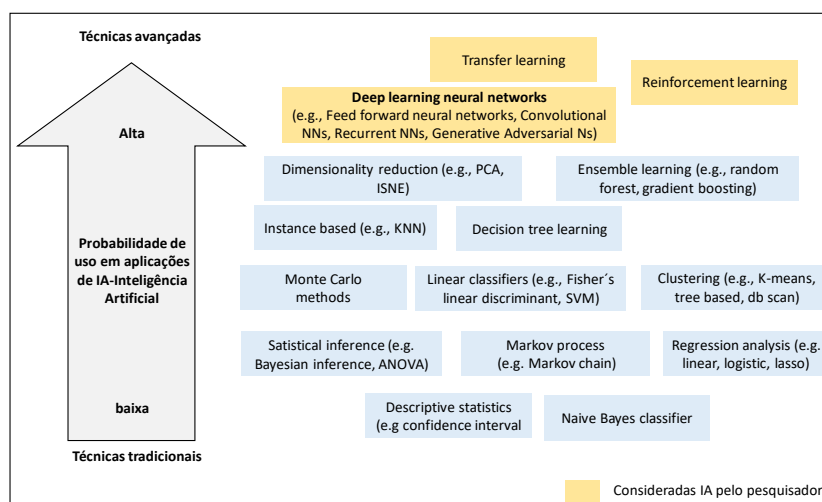 Técnicas avançadas
Transfer learning
Reinforcement learning
Deep learning neural networks
(e.g., Feed forward neural networks, Convolutional
NNs, Recurrent NNs, Generative Adversarial Ns)
Alta
Dimensionality reduction (e.g., PCA,
ISNE)
Ensemble learning (e.g., random
forest, gradient boosting)
Instance based (e.g., KNN)
Decision tree learning
Probabilidade de
uso em aplicações
de IA-Inteligência
Artificial
Monte Carlo
methods
Linear classifiers (e.g., Fisher´s
linear discriminant, SVM)
Clustering (e.g., K-means,
tree based, db scan)
Satistical inference (e.g.
Bayesian inference, ANOVA)
Markov process
(e.g. Markov chain)
Regression analysis (e.g.
linear, logistic, lasso)
baixa
Descriptive statistics
(e.g confidence interval
Naive Bayes classifier
Técnicas tradicionais
Consideradas IA pelo pesquisador